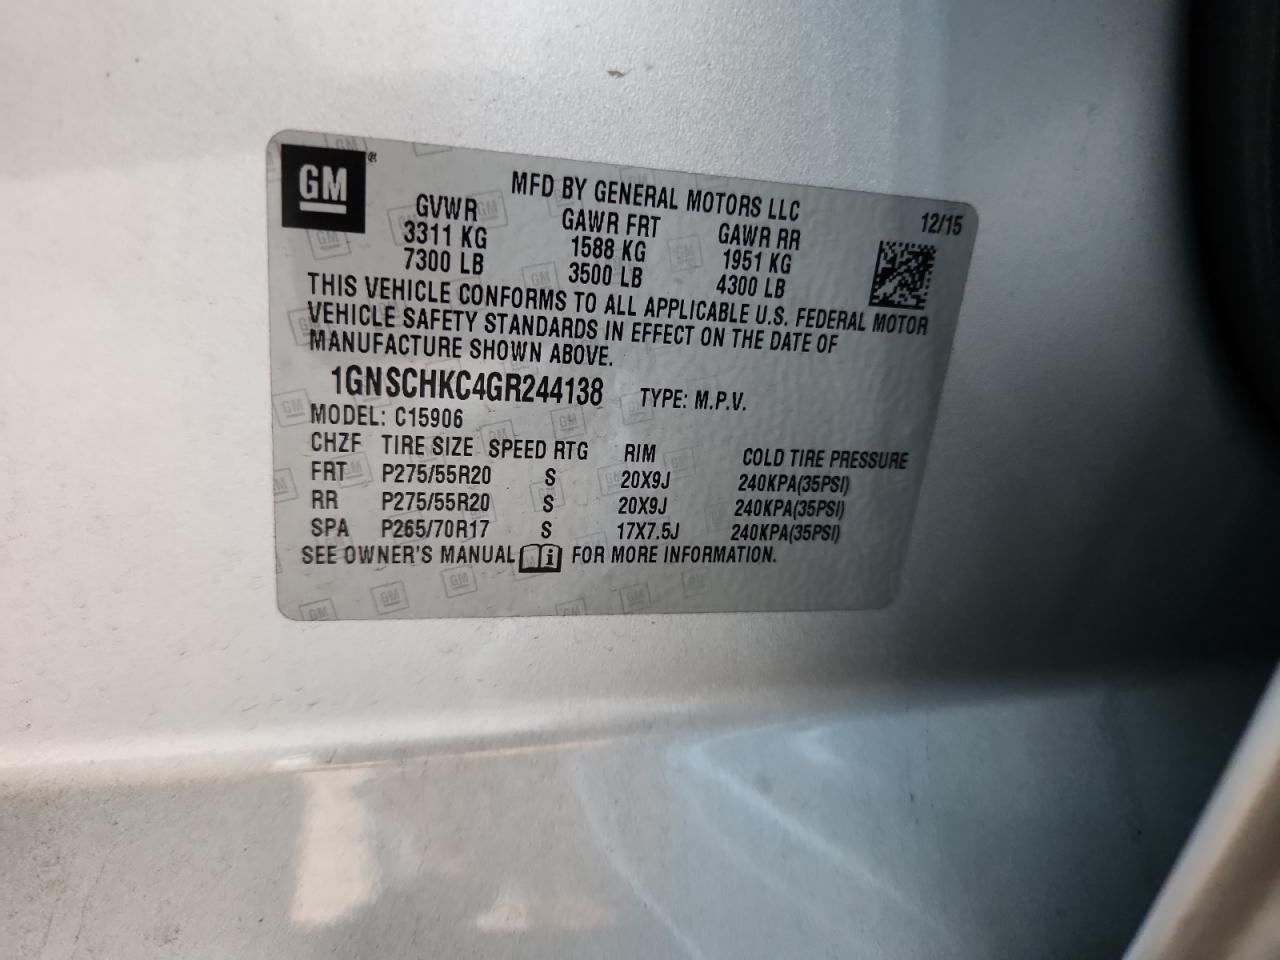 GM®
MFD BY GENERAL MOTORS LLC
12/15
GVWR GAWR FRT GAWR RR
3311 KG 1588 KG 1951 KG
7300 LB 3500 LB 4300 LB
THIS VEHICLE CONFORMS TO ALL APPLICABLE U.S. FEDERAL MOTOR
VEHICLE SAFETY STANDARDS IN EFFECT ON THE DATE OF
MANUFACTURE SHOWN ABOVE.
1GNSCHKC4GR244138 TYPE: M.P.V.
MODEL: C15906
CHZF TIRE SIZE SPEED RTG RIM COLD TIRE PRESSURE
FRT P275/55R20 S 20X9J 240KPA(35PSI)
RR P275/55R20 S 20X9J 240KPA(35PSI)
SPA P265/70R17 S 17X7.5J 240KPA(35PSI)
SEE OWNER'S MANUAL i FOR MORE INFORMATION.